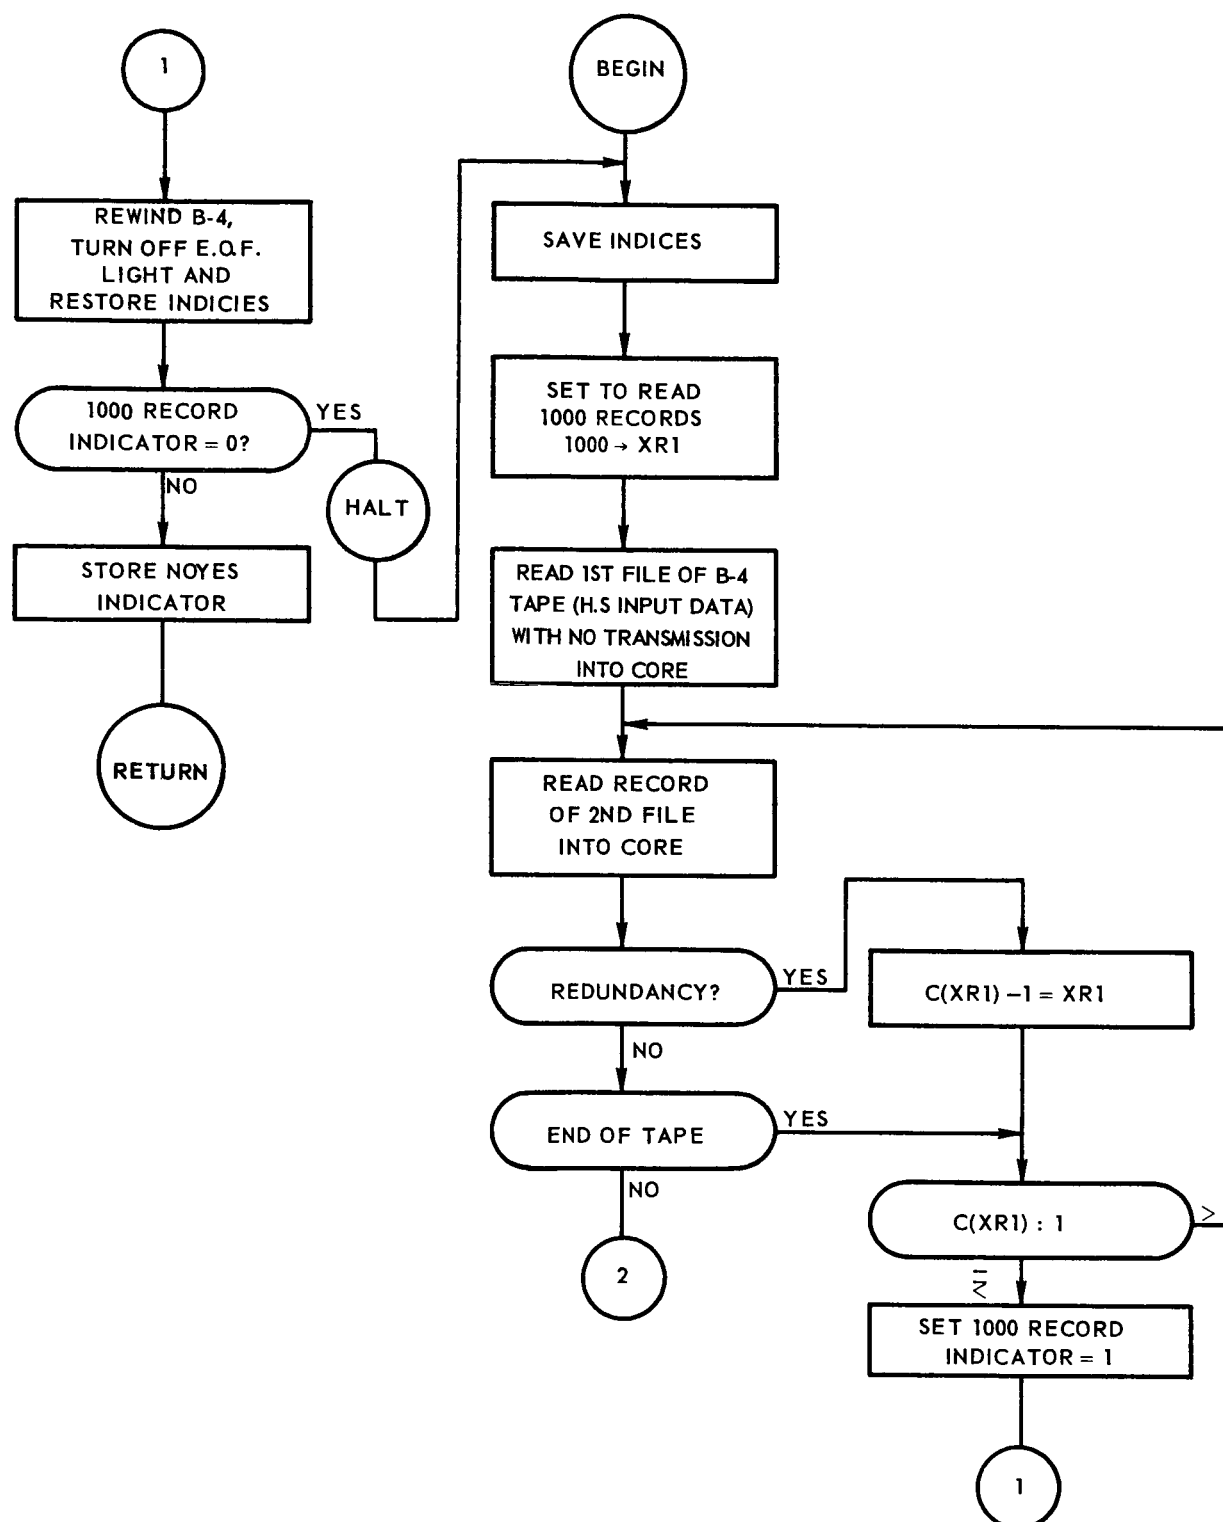 1
REWIND B-4,
TURN OFF E.O.F.
LIGHT AND
RESTORE INDICIES
1000 RECORD
INDICATOR = 0?
YES
NO
HALT
STORE NOYES
INDICATOR
RETURN
BEGIN
SAVE INDICES
SET TO READ
1000 RECORDS
1000 → XR1
READ 1ST FILE OF B-4
TAPE (H.S INPUT DATA)
WITH NO TRANSMISSION
INTO CORE
READ RECORD
OF 2ND FILE
INTO CORE
REDUNDANCY?
YES
NO
C(XR1) –1 = XR1
END OF TAPE
YES
NO
2
C(XR1) : 1
>
≤
SET 1000 RECORD
INDICATOR = 1
1